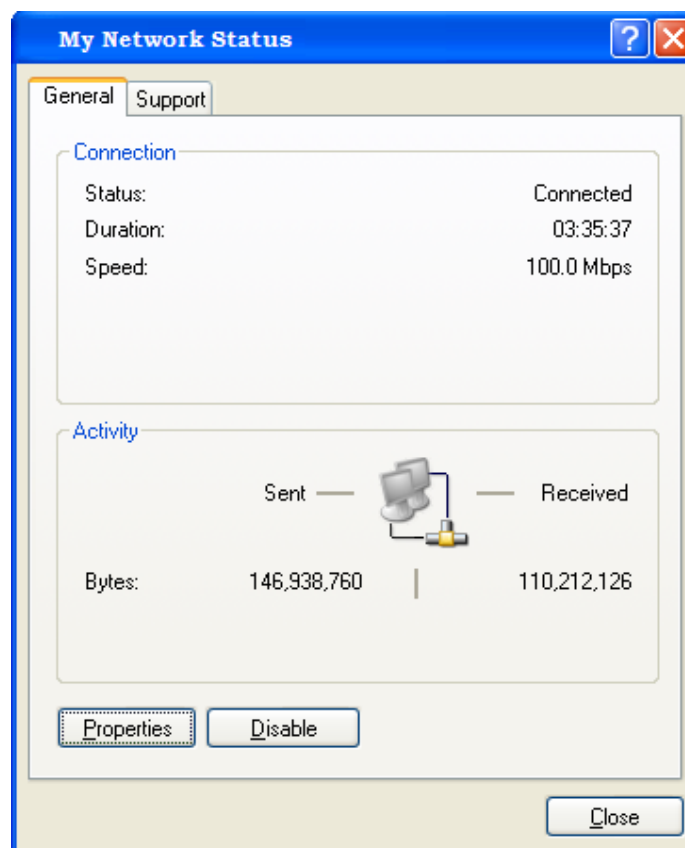 My Network Status
General Support
Connection
Status: Connected
Duration: 03:35:37
Speed: 100.0 Mbps
Activity
Sent Received
Bytes: 146,938,760 110,212,126
Properties Disable
Close